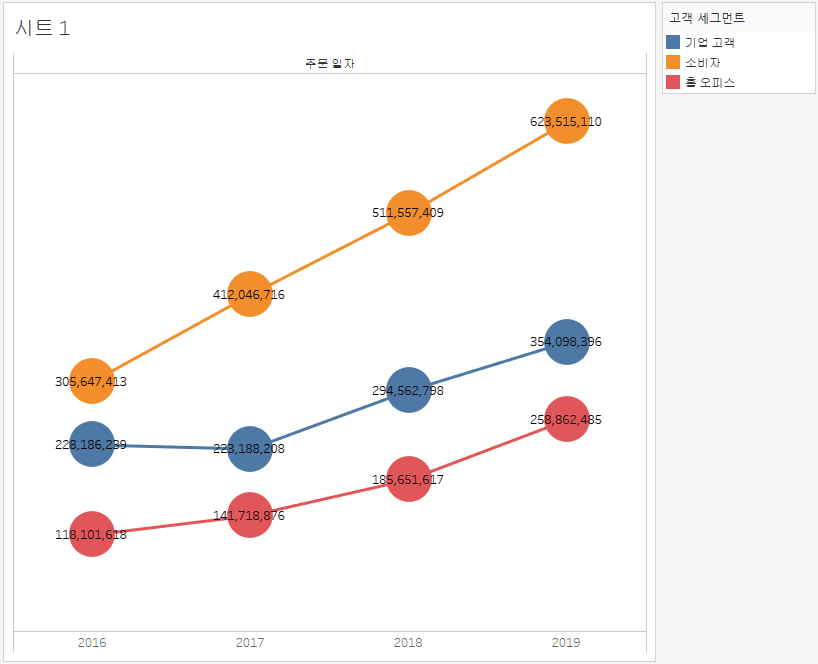 시트 1
주문 일자
623,515,110
511,557,409
412,046,716
354,098,396
305,647,413
294,562,798
258,862,485
228,186,239
223,188,208
185,651,617
141,718,876
118,101,618
2016 2017 2018 2019
고객 세그먼트
기업 고객
소비자
홈 오피스